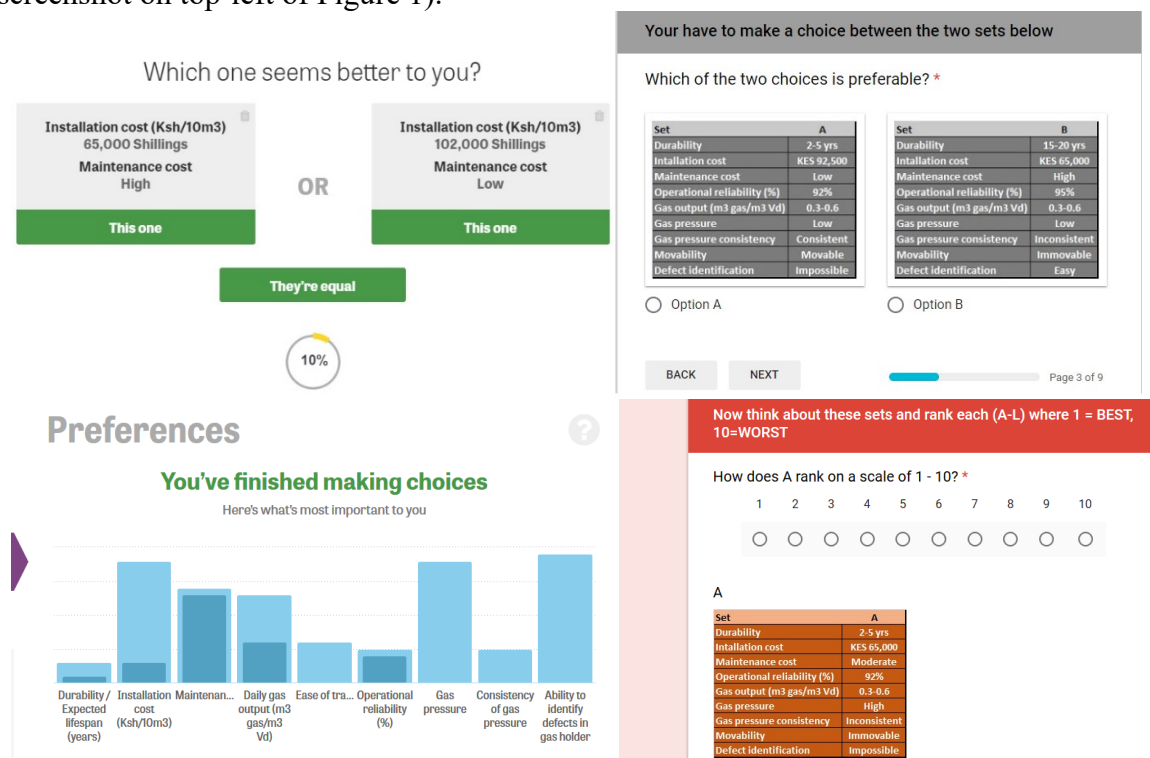 screenshot on top-left of Figure 1).
Which one seems better to you?
Installation cost (Ksh/10m3)
65,000 Shillings
Maintenance cost
High
This one
OR
Installation cost (Ksh/10m3)
102,000 Shillings
Maintenance cost
Low
This one
They're equal
10%
Your have to make a choice between the two sets below
Which of the two choices is preferable? *
Set A
Durability 2-5 yrs
Intallation cost KES 92,500
Maintenance cost Low
Operational reliability (%) 92%
Gas output (m3 gas/m3 Vd) 0.3-0.6
Gas pressure Low
Gas pressure consistency Consistent
Movability Movable
Defect identification Impossible
Option A
Set B
Durability 15-20 yrs
Intallation cost KES 65,000
Maintenance cost High
Operational reliability (%) 95%
Gas output (m3 gas/m3 Vd) 0.3-0.6
Gas pressure Low
Gas pressure consistency Inconsistent
Movability Immovable
Defect identification Easy
Option B
BACK NEXT Page 3 of 9
Preferences
?
You've finished making choices
Here's what's most important to you
Durability / Expected lifespan (years)
Installation cost (Ksh/10m3)
Maintenan...
Daily gas output (m3 gas/m3 Vd)
Ease of tra...
Operational reliability (%)
Gas pressure
Consistency of gas pressure
Ability to identify defects in gas holder
Now think about these sets and rank each (A-L) where 1 = BEST,
10=WORST
How does A rank on a scale of 1 - 10? *
1 2 3 4 5 6 7 8 9 10
A
Set A
Durability 2-5 yrs
Intallation cost KES 65,000
Maintenance cost Moderate
Operational reliability (%) 92%
Gas output (m3 gas/m3 Vd) 0.3-0.6
Gas pressure High
Gas pressure consistency Inconsistent
Movability Immovable
Defect identification Impossible